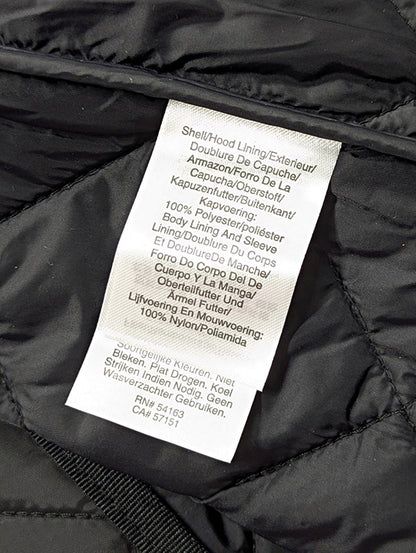 Shell/Hood Lining/Exterieur/
Doublure De Capuche/
Armazon/Forro De La
Capucha/Oberstoff/
Kapuzenfutter/Buitenkant/
Kapvoering:
100% Polyester/poliéster
Body Lining And Sleeve
Lining/Doublure Du Corps
Et DoublureDe Manche/
Forro Do Corpo Del De
Cuerpo Y La Manga/
Oberteilfutter Und
Ärmel Futter/
Lijfvoering En Mouwvoering:
100% Nylon/Poliamida
Soortgelijke Kleuren. Niet
Bleken. Plat Drogen. Koel
Strijken Indien Nodig. Geen
Wasverzachter Gebruiken.
RN# 54163
CA# 57151